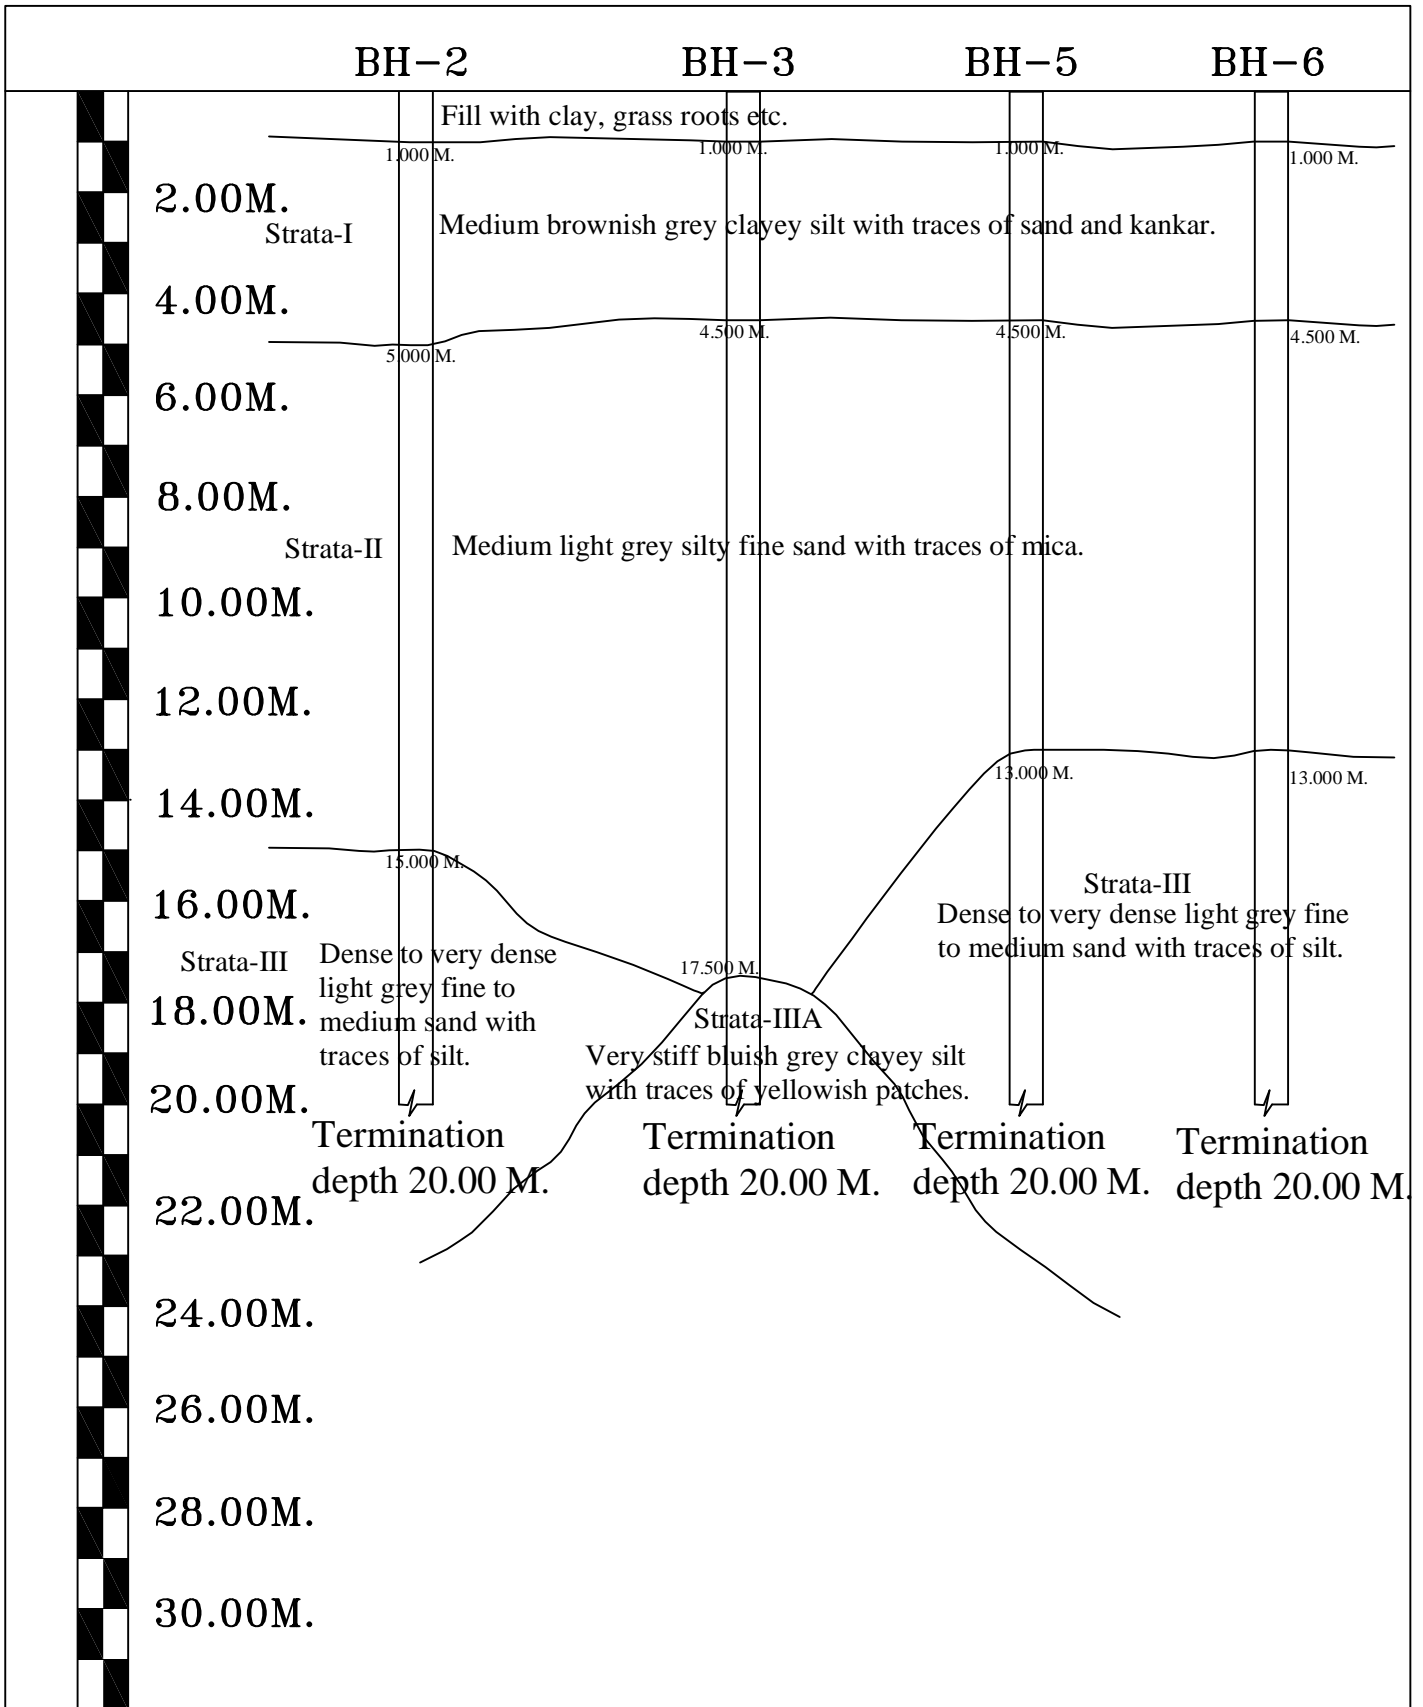 BH-2 BH-3 BH-5 BH-6
Fill with clay, grass roots etc.
1.000 M. 1.000 M. 1.000 M. 1.000 M.
2.00M.
Strata-I
Medium brownish grey clayey silt with traces of sand and kankar.
4.00M.
5.000 M. 4.500 M. 4.500 M. 4.500 M.
6.00M.
8.00M.
Strata-II
Medium light grey silty fine sand with traces of mica.
10.00M.
12.00M.
13.000 M. 13.000 M.
14.00M.
15.000 M.
16.00M.
Strata-III
Dense to very dense light grey fine
to medium sand with traces of silt.
Strata-III
Dense to very dense
light grey fine to
medium sand with
traces of silt.
17.500 M.
18.00M.
Strata-IIIA
Very stiff bluish grey clayey silt
with traces of yellowish patches.
20.00M.
Termination
depth 20.00 M.
Termination
depth 20.00 M.
Termination
depth 20.00 M.
Termination
depth 20.00 M.
22.00M.
24.00M.
26.00M.
28.00M.
30.00M.